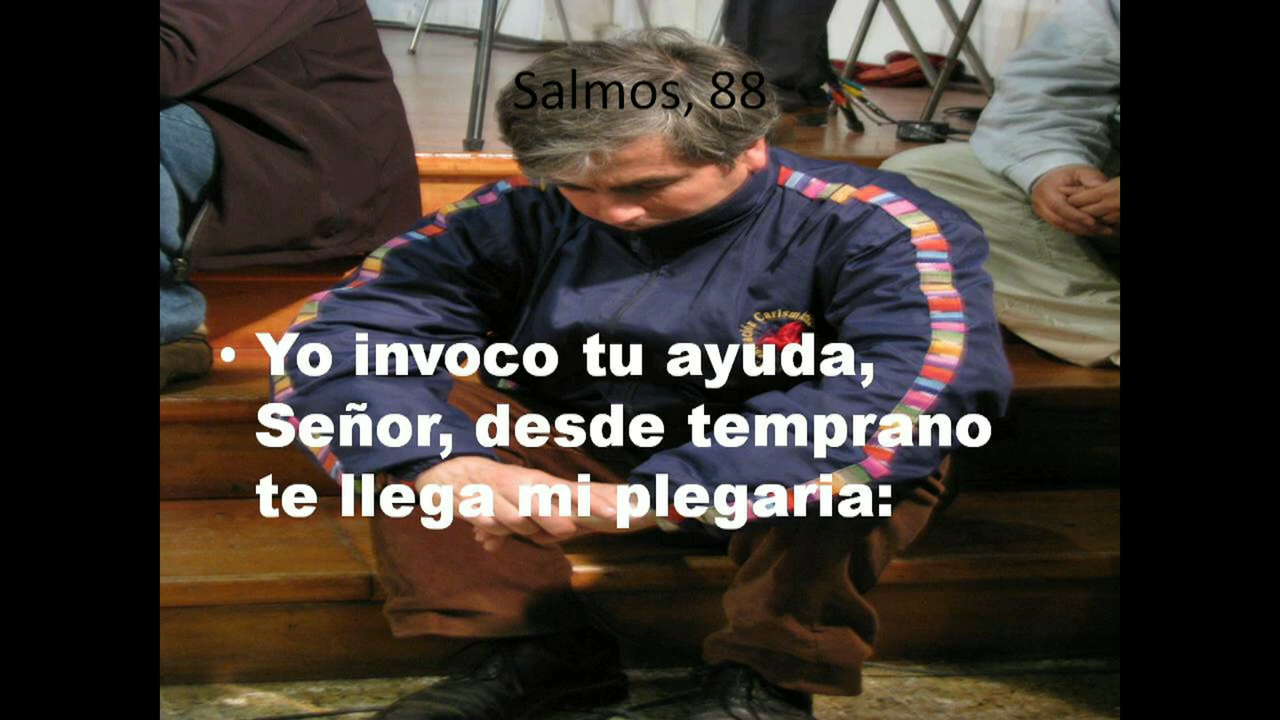 Salmos, 88
• Yo invoco tu ayuda,
Señor, desde temprano
te llega mi plegaria: